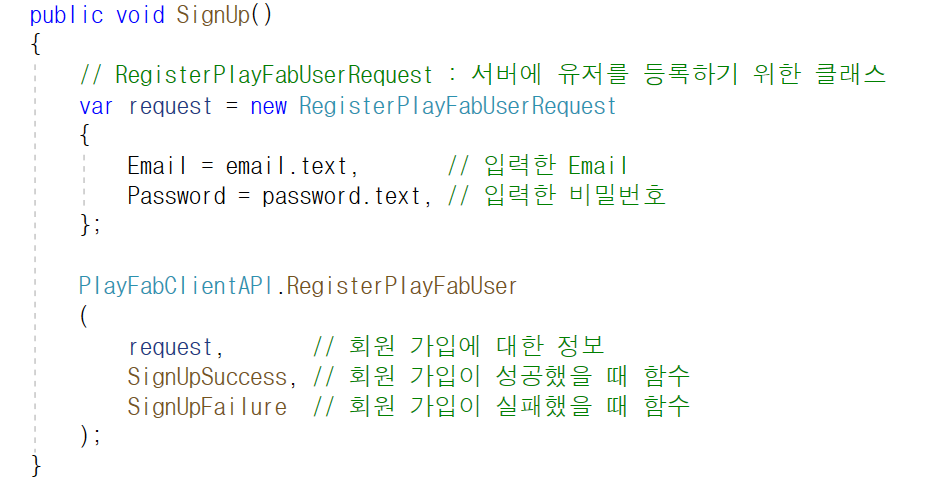 public void SignUp()
{
// RegisterPlayFabUserRequest : 서버에 유저를 등록하기 위한 클래스
var request = new RegisterPlayFabUserRequest
{
Email = email.text, // 입력한 Email
Password = password.text, // 입력한 비밀번호
};
PlayFabClientAPI.RegisterPlayFabUser
(
request, // 회원 가입에 대한 정보
SignUpSuccess, // 회원 가입이 성공했을 때 함수
SignUpFailure // 회원 가입이 실패했을 때 함수
);
}